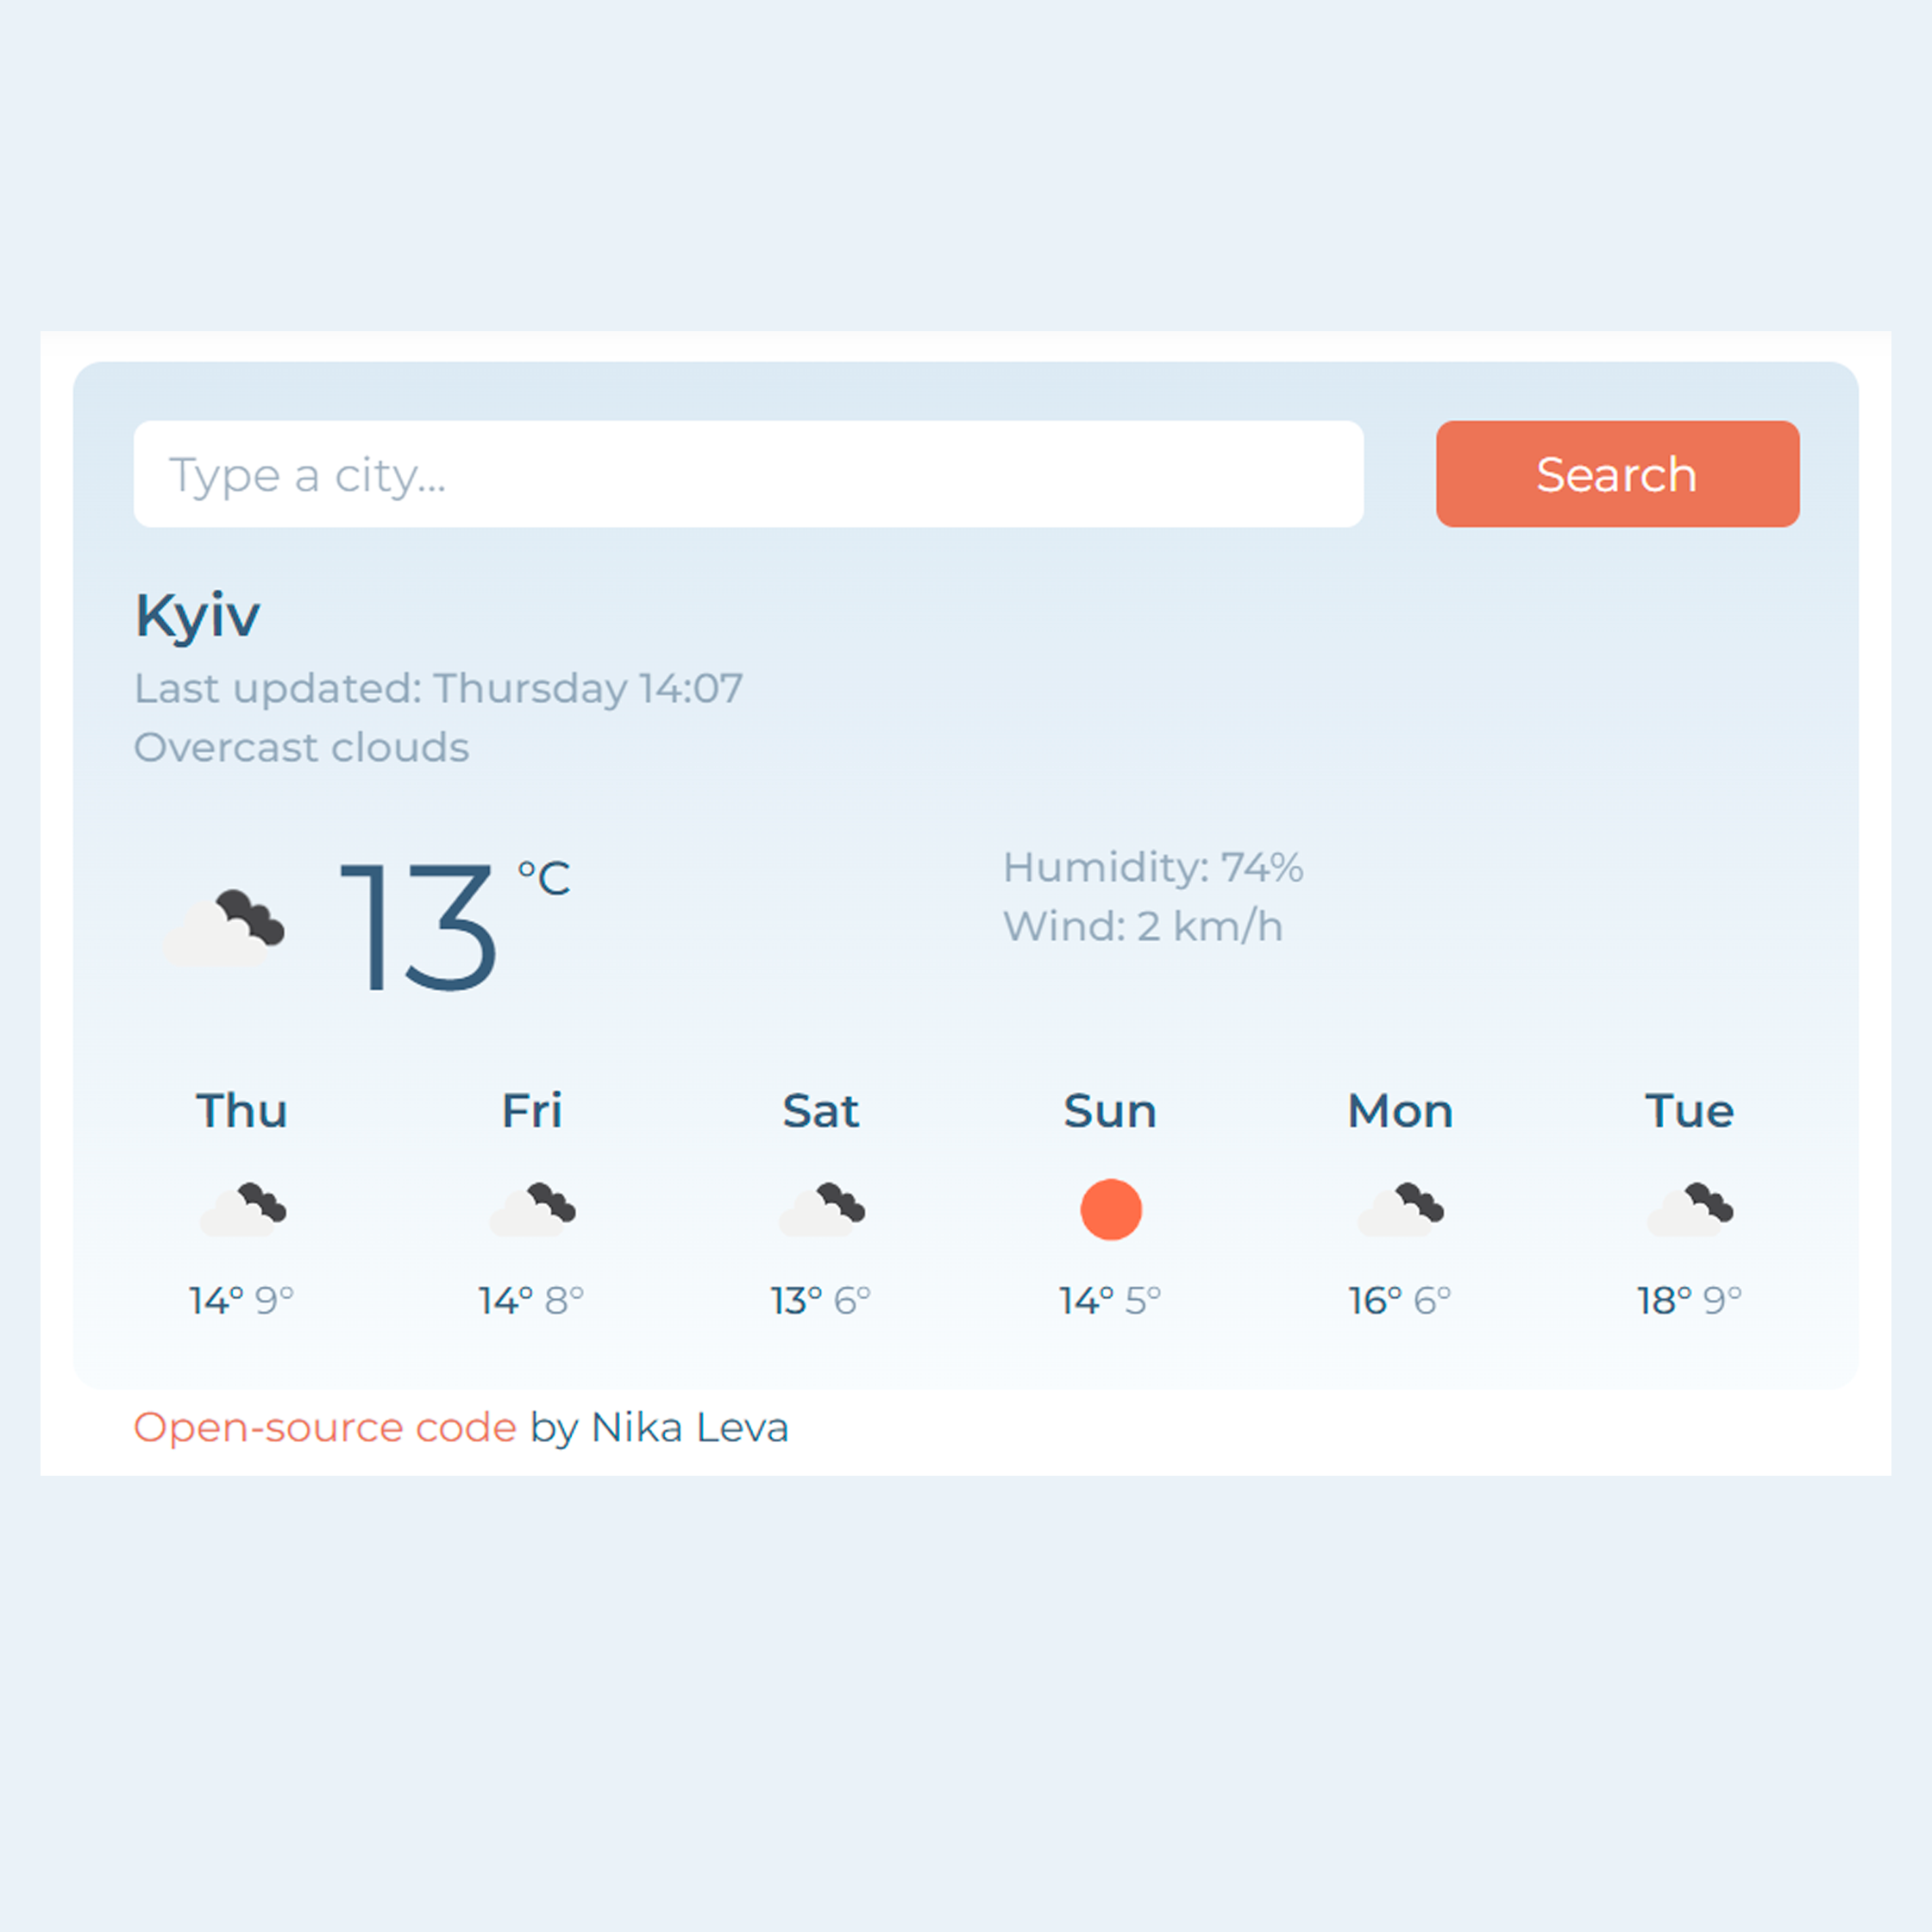 Type a city...
Search
Kyiv
Last updated: Thursday 14:07
Overcast clouds
13 °C
Humidity: 74%
Wind: 2 km/h
Thu Fri Sat Sun Mon Tue
14° 9° 14° 8° 13° 6° 14° 5° 16° 6° 18° 9°
Open-source code by Nika Leva